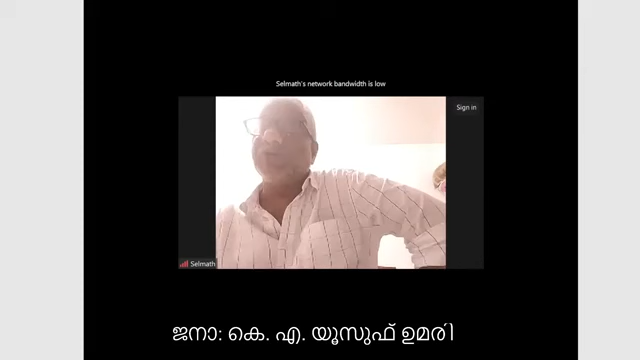 Selmath's network bandwidth is low
Sign in
Selmath
ജനാ: കെ. എ. യൂസുഫ് ഉമരി